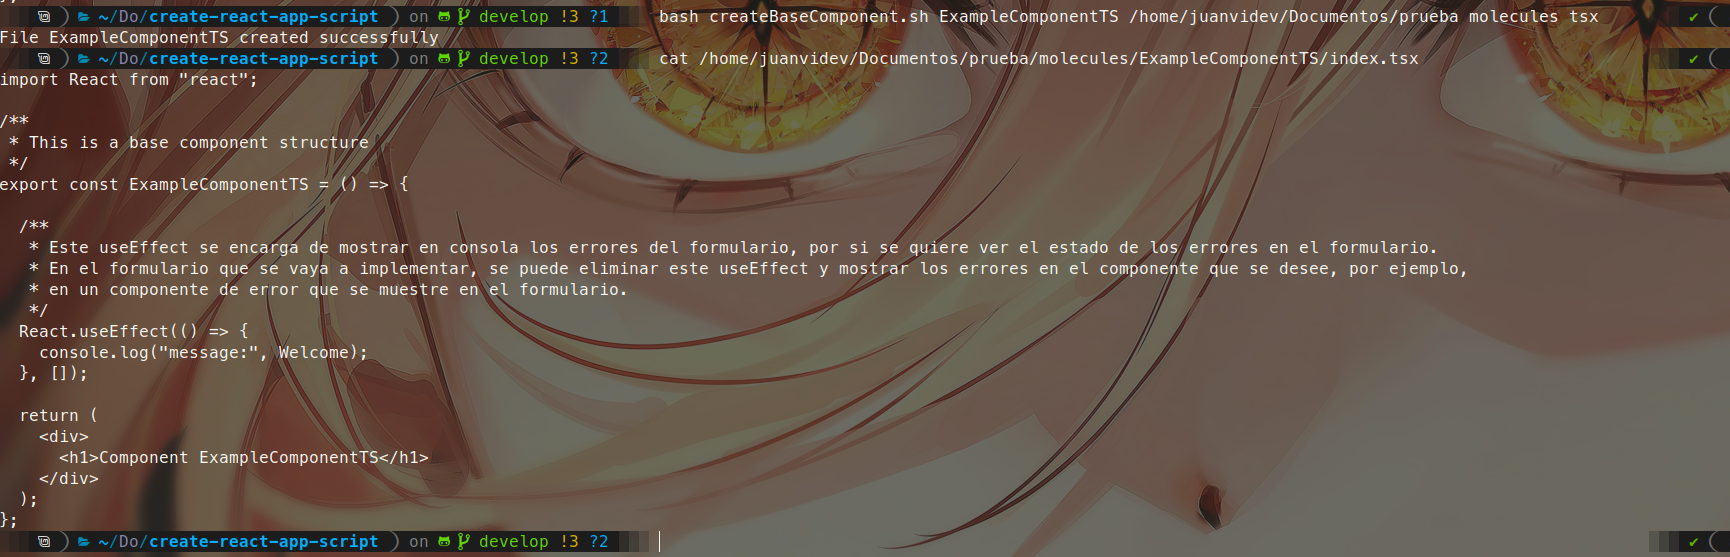 ~/Do/create-react-app-script on develop !3 ?1 bash createBaseComponent.sh ExampleComponentTS /home/juanvidev/Documentos/prueba molecules tsx ✔
File ExampleComponentTS created successfully
~/Do/create-react-app-script on develop !3 ?2 cat /home/juanvidev/Documentos/prueba/molecules/ExampleComponentTS/index.tsx ✔
import React from "react";
/**
 * This is a base component structure
 */
export const ExampleComponentTS = () => {
  /**
   * Este useEffect se encarga de mostrar en consola los errores del formulario, por si se quiere ver el estado de los errores en el formulario.
   * En el formulario que se vaya a implementar, se puede eliminar este useEffect y mostrar los errores en el componente que se desee, por ejemplo,
   * en un componente de error que se muestre en el formulario.
   */
  React.useEffect(() => {
    console.log("message:", Welcome);
  }, []);
  return (
    <div>
      <h1>Component ExampleComponentTS</h1>
    </div>
  );
};
~/Do/create-react-app-script on develop !3 ?2 ✔